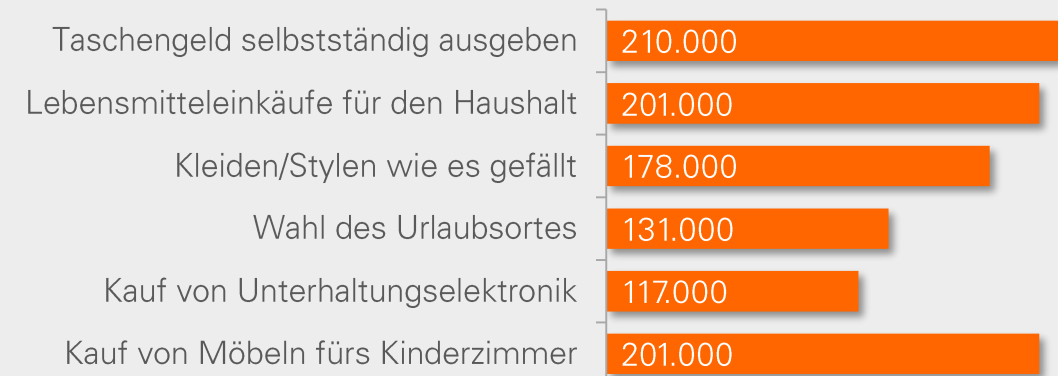 Taschengeld selbstständig ausgeben 210.000
Lebensmitteleinkäufe für den Haushalt 201.000
Kleiden/Stylen wie es gefällt 178.000
Wahl des Urlaubsortes 131.000
Kauf von Unterhaltungselektronik 117.000
Kauf von Möbeln fürs Kinderzimmer 201.000